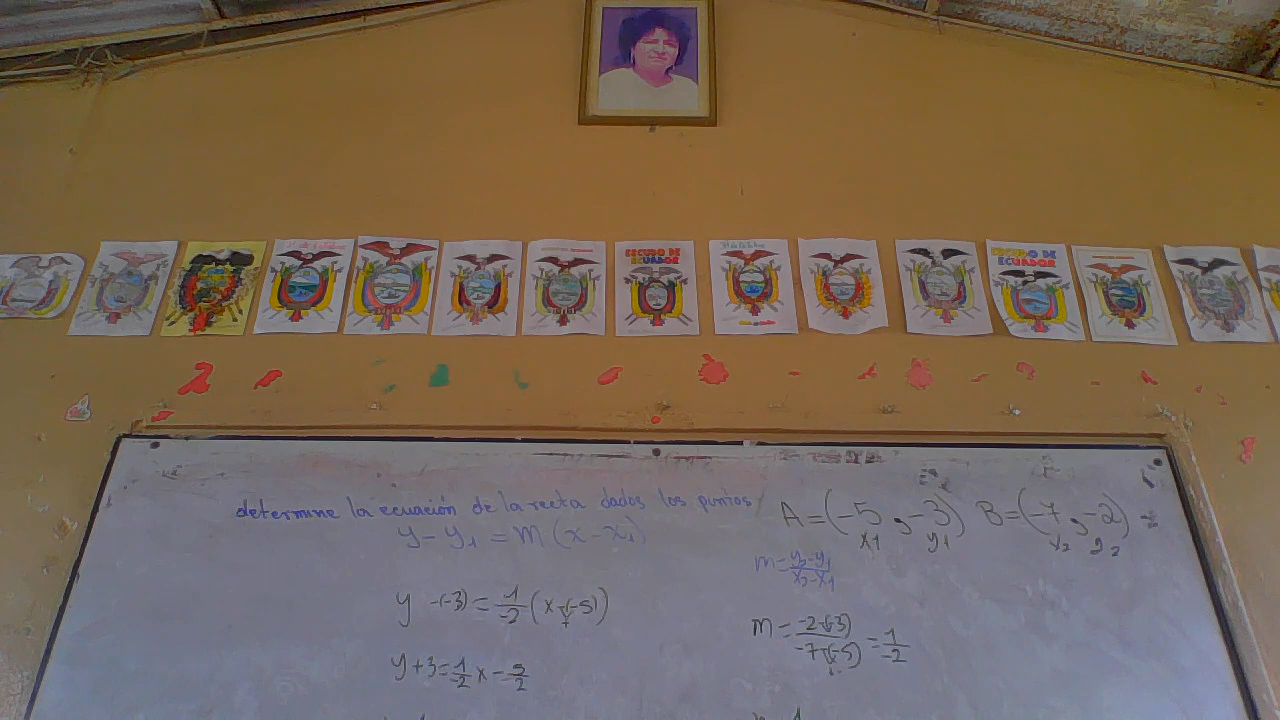 ESCUDO DE
ECUADOR
ESCUDO DE
ECUADOR
determine la ecuación de la recta dados los puntos A=(-5 , -3) B=(-7 , -2)
x1 y1 x2 y2
y - y1 = m (x - x1)
m = y2-y1 / x2-x1
y -(-3) = 1/-2 (x -(-5))
+
m = -2-(-3) / -7-(-5) = 1/-2
y + 3 = 1/-2 x - 5/2